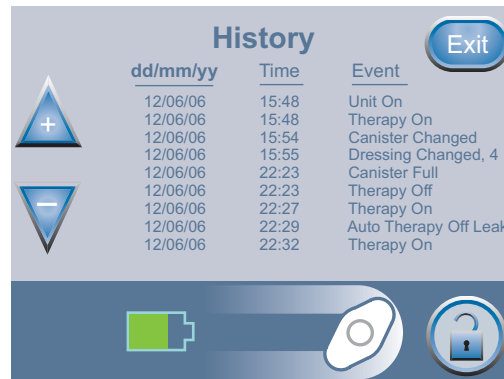 History
Exit
dd/mm/yy Time Event
12/06/06 15:48 Unit On
12/06/06 15:48 Therapy On
12/06/06 15:54 Canister Changed
12/06/06 15:55 Dressing Changed, 4
12/06/06 22:23 Canister Full
12/06/06 22:23 Therapy Off
12/06/06 22:27 Therapy On
12/06/06 22:29 Auto Therapy Off Leak
12/06/06 22:32 Therapy On
+
−